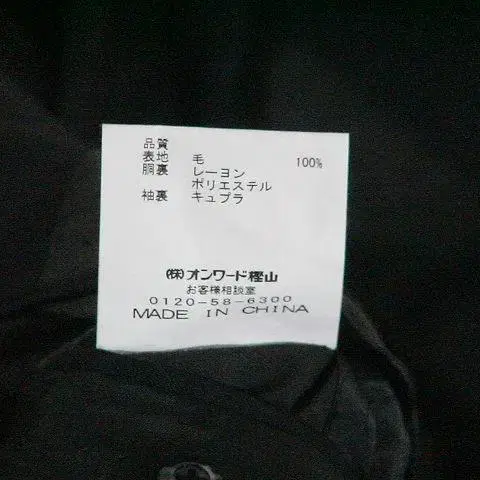 品質
表地 毛 100%
胴裏 レーヨン
ポリエステル
袖裏 キュプラ
㈱オンワード樫山
お客様相談室
0120-58-6300
MADE IN CHINA